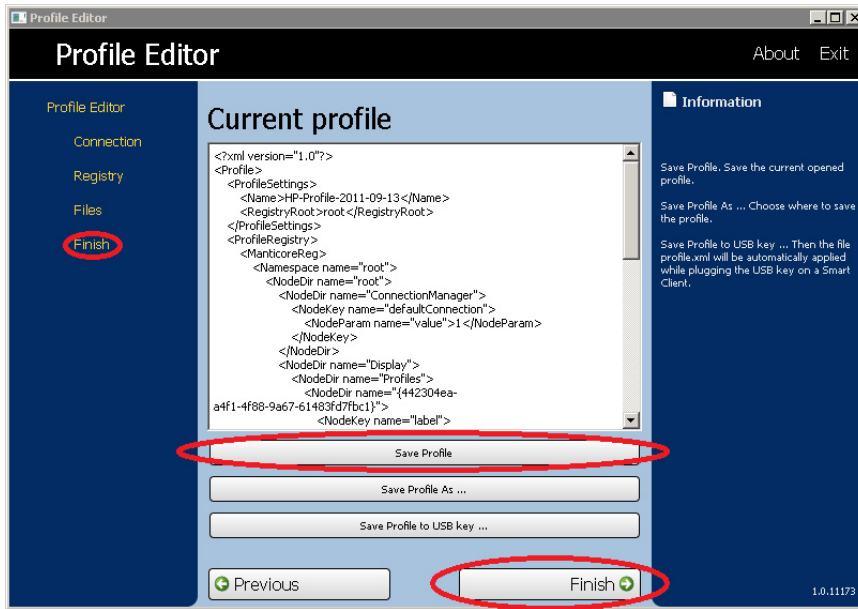 Profile Editor
Profile Editor
About Exit
Profile Editor
Connection
Registry
Files
Finish
Current profile
<?xml version="1.0"?>
<Profile>
<ProfileSettings>
<Name>HP-Profile-2011-09-13</Name>
<RegistryRoot>root</RegistryRoot>
</ProfileSettings>
<ProfileRegistry>
<ManticoreReg>
<Namespace name="root">
<NodeDir name="root">
<NodeDir name="ConnectionManager">
<NodeKey name="defaultConnection">
<NodeParam name="value">1</NodeParam>
</NodeKey>
</NodeDir>
<NodeDir name="Display">
<NodeDir name="Profiles">
<NodeDir name="{442304ea-
a4f1-4f88-9a67-61483fd7fbc1}">
<NodeKey name="label">
Save Profile
Save Profile As ...
Save Profile to USB key ...
Previous
Finish
Information
Save Profile. Save the current opened
profile.
Save Profile As ... Choose where to save
the profile.
Save Profile to USB key ... Then the file
profile.xml will be automatically applied
while plugging the USB key on a Smart
Client.
1.0.11173